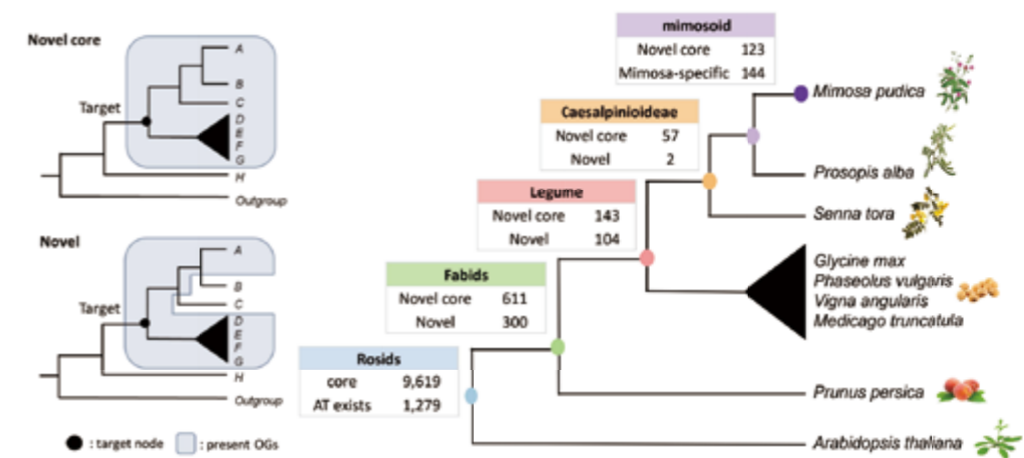 Novel core
A
B
Target
C
D
E
F
G
H
Outgroup
Novel
A
B
Target
C
D
E
F
G
H
Outgroup
: target node : present OGs
mimosoid
Novel core 123
Mimosa-specific 144
Caesalpinioideae
Novel core 57
Novel 2
Legume
Novel core 143
Novel 104
Fabids
Novel core 611
Novel 300
Rosids
core 9,619
AT exists 1,279
Mimosa pudica
Prosopis alba
Senna tora
Glycine max
Phaseolus vulgaris
Vigna angularis
Medicago truncatula
Prunus persica
Arabidopsis thaliana